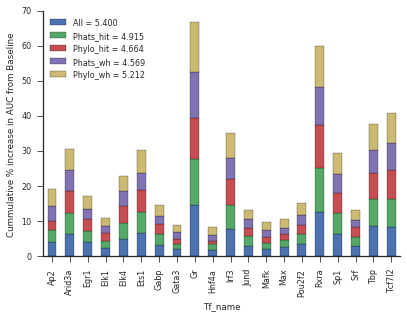 70
60
50
40
30
20
10
0
Cummulative % increase in AUC from Baseline
All = 5.400
Phats_hit = 4.915
Phylo_hit = 4.664
Phats_wh = 4.569
Phylo_wh = 5.212
Ap2
Arid3a
Egr1
Elk1
Elk4
Ets1
Gabp
Gata3
Gr
Hnf4a
Irf3
Jund
Mafk
Max
Pou2f2
Rxra
Sp1
Srf
Tbp
Tcf7l2
Tf_name